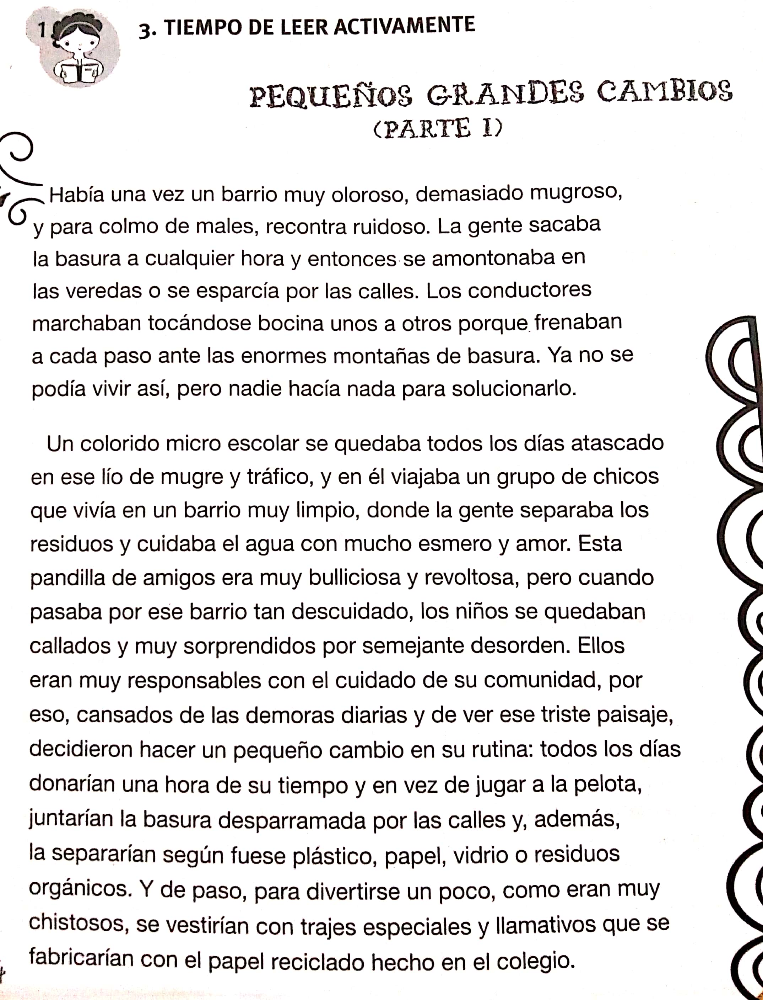 1
3. TIEMPO DE LEER ACTIVAMENTE
PEQUEÑOS GRANDES CAMBIOS
(PARTE I)
Había una vez un barrio muy oloroso, demasiado mugroso,
y para colmo de males, recontra ruidoso. La gente sacaba
la basura a cualquier hora y entonces se amontonaba en
las veredas o se esparcía por las calles. Los conductores
marchaban tocándose bocina unos a otros porque frenaban
a cada paso ante las enormes montañas de basura. Ya no se
podía vivir así, pero nadie hacía nada para solucionarlo.
Un colorido micro escolar se quedaba todos los días atascado
en ese lío de mugre y tráfico, y en él viajaba un grupo de chicos
que vivía en un barrio muy limpio, donde la gente separaba los
residuos y cuidaba el agua con mucho esmero y amor. Esta
pandilla de amigos era muy bulliciosa y revoltosa, pero cuando
pasaba por ese barrio tan descuidado, los niños se quedaban
callados y muy sorprendidos por semejante desorden. Ellos
eran muy responsables con el cuidado de su comunidad, por
eso, cansados de las demoras diarias y de ver ese triste paisaje,
decidieron hacer un pequeño cambio en su rutina: todos los días
donarían una hora de su tiempo y en vez de jugar a la pelota,
juntarían la basura desparramada por las calles y, además,
la separarían según fuese plástico, papel, vidrio o residuos
orgánicos. Y de paso, para divertirse un poco, como eran muy
chistosos, se vestirían con trajes especiales y llamativos que se
fabricarían con el papel reciclado hecho en el colegio.